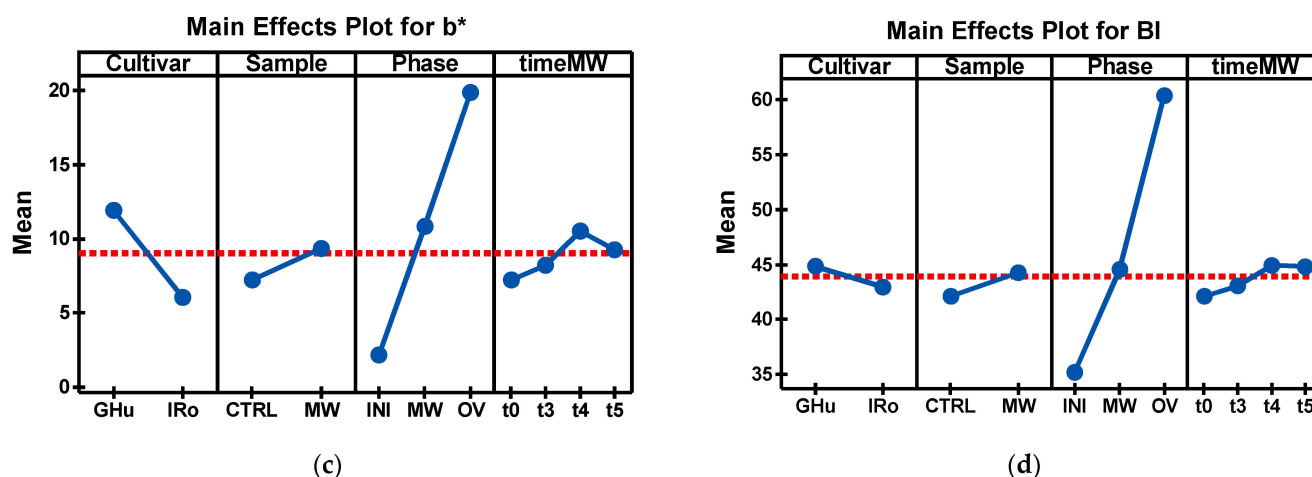 Main Effects Plot for b*
Cultivar Sample Phase timeMW
Mean
20
15
10
5
0
GHu IRo CTRL MW INI MW OV t0 t3 t4 t5
(c)
Main Effects Plot for BI
Cultivar Sample Phase timeMW
Mean
60
55
50
45
40
35
GHu IRo CTRL MW INI MW OV t0 t3 t4 t5
(d)